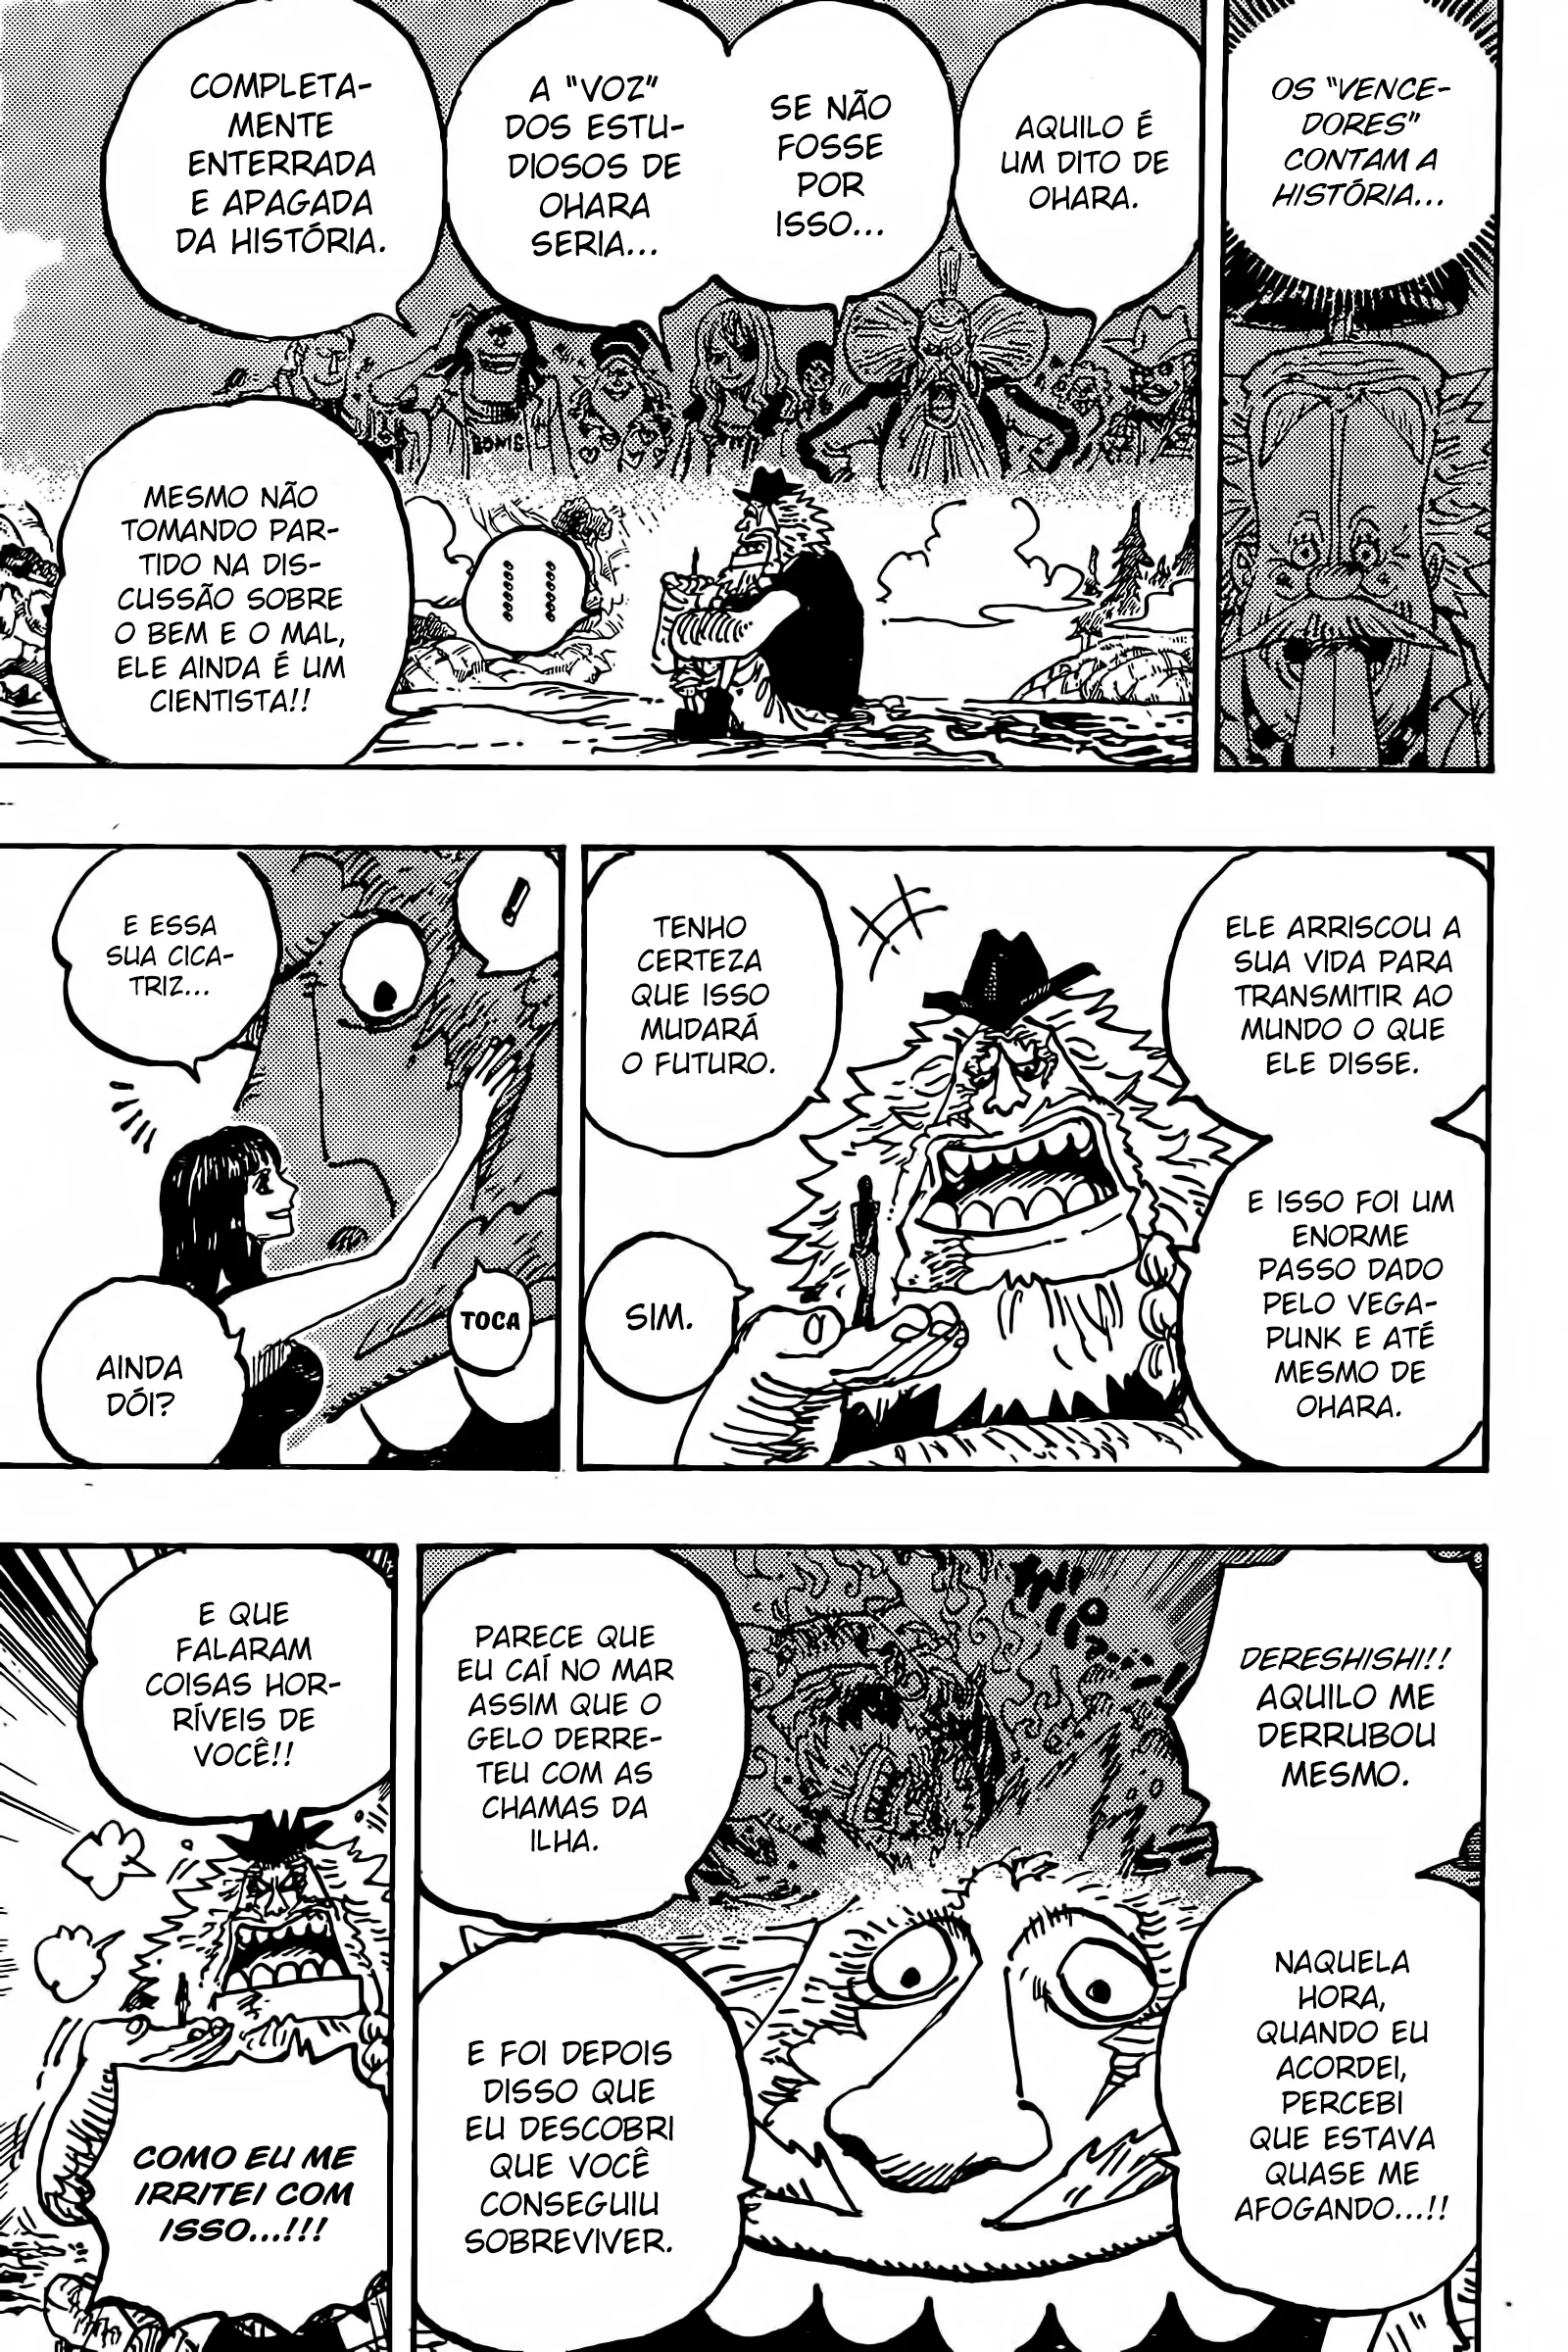 OS "VENCE-
DORES"
CONTAM A
HISTÓRIA...
AQUILO É
UM DITO DE
OHARA.
SE NÃO
FOSSE
POR
ISSO...
A "VOZ"
DOS ESTU-
DIOSOS DE
OHARA
SERIA...
COMPLETA-
MENTE
ENTERRADA
E APAGADA
DA HISTÓRIA.
MESMO NÃO
TOMANDO PAR-
TIDO NA DIS-
CUSSÃO SOBRE
O BEM E O MAL,
ELE AINDA É UM
CIENTISTA!!
ELE ARRISCOU A
SUA VIDA PARA
TRANSMITIR AO
MUNDO O QUE
ELE DISSE.
E ISSO FOI UM
ENORME
PASSO DADO
PELO VEGA-
PUNK E ATÉ
MESMO DE
OHARA.
TENHO
CERTEZA
QUE ISSO
MUDARÁ
O FUTURO.
SIM.
!
E ESSA
SUA CICA-
TRIZ...
TOCA
AINDA
DÓI?
DERESHISHI!!
AQUILO ME
DERRUBOU
MESMO.
NAQUELA
HORA,
QUANDO EU
ACORDEI,
PERCEBI
QUE ESTAVA
QUASE ME
AFOGANDO...!!
PARECE QUE
EU CAÍ NO MAR
ASSIM QUE O
GELO DERRE-
TEU COM AS
CHAMAS DA
ILHA.
E FOI DEPOIS
DISSO QUE
EU DESCOBRI
QUE VOCÊ
CONSEGUIU
SOBREVIVER.
E QUE
FALARAM
COISAS HOR-
RÍVEIS DE
VOCÊ!!
COMO EU ME
IRRITEI COM
ISSO...!!!